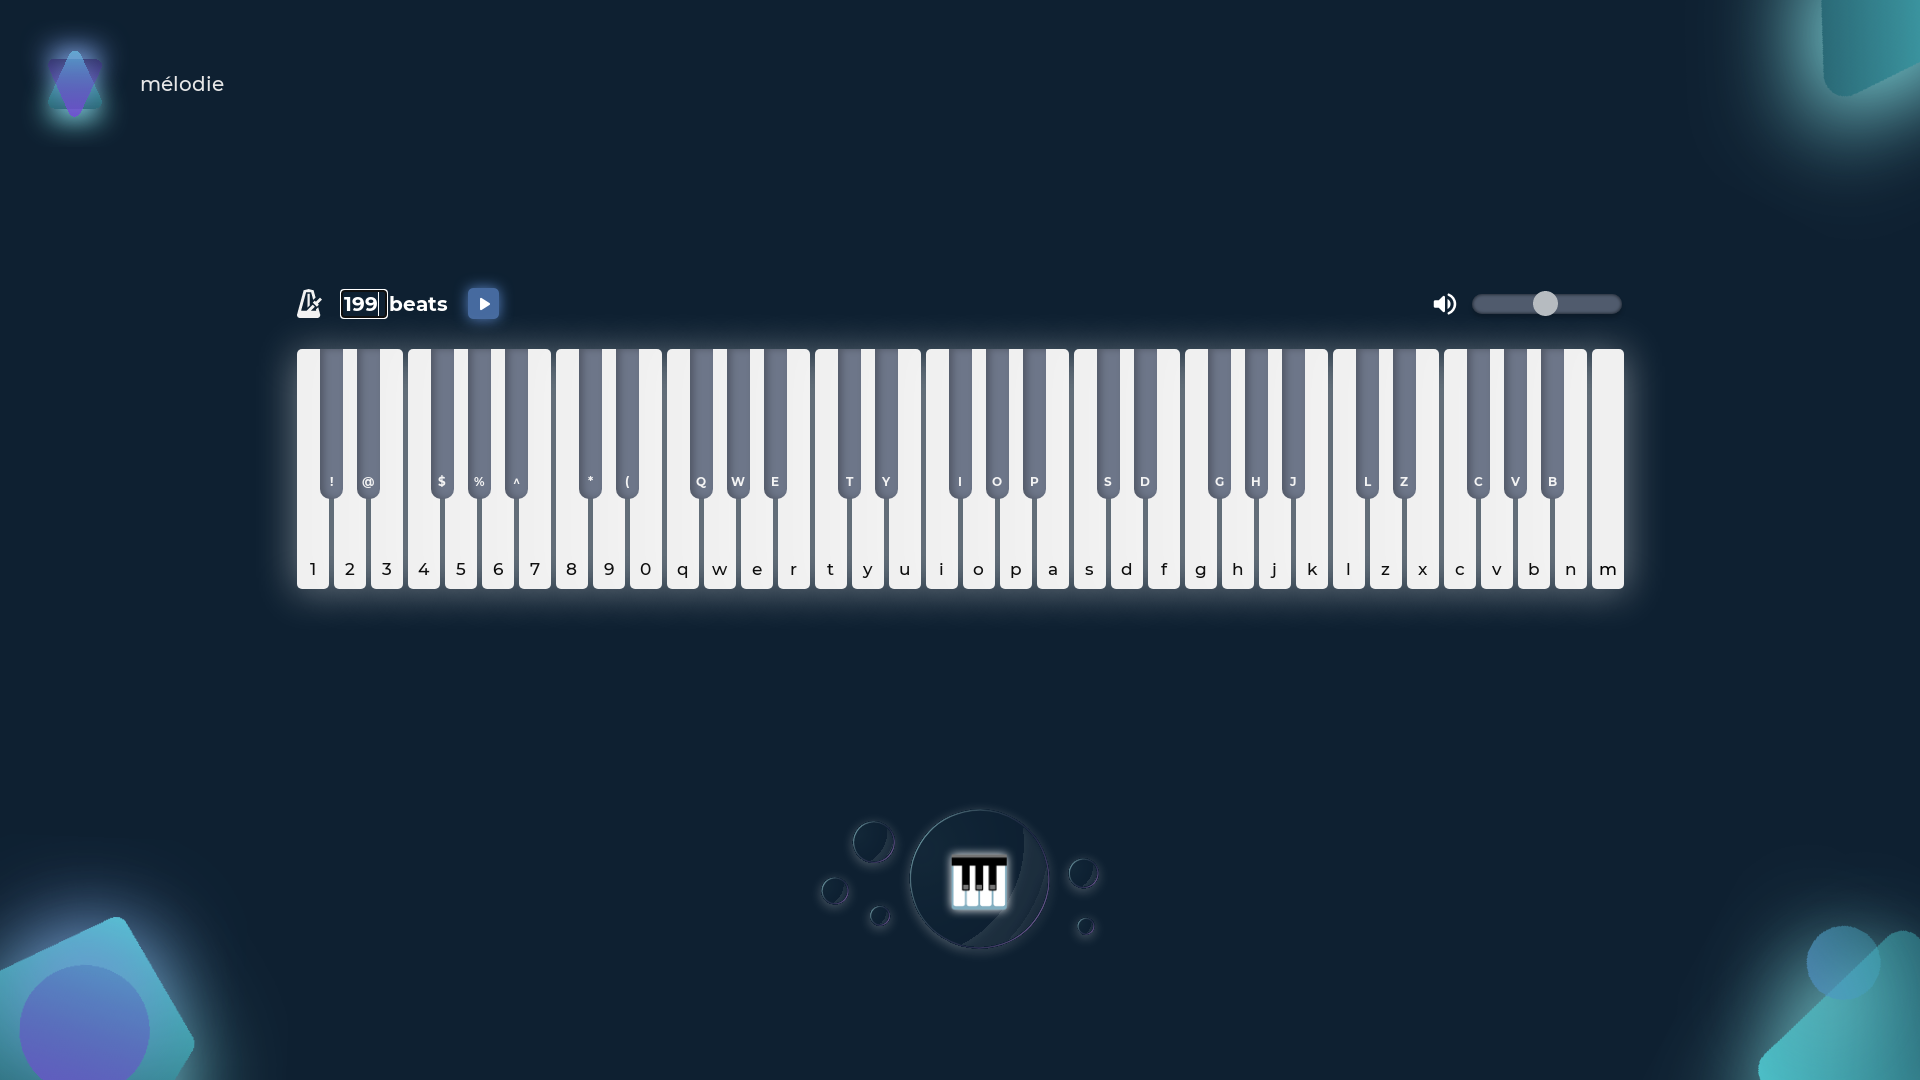 mélodie
199 beats
! @ $ % ^ * ( Q W E T Y I O P S D G H J L Z C V B
1 2 3 4 5 6 7 8 9 0 q w e r t y u i o p a s d f g h j k l z x c v b n m